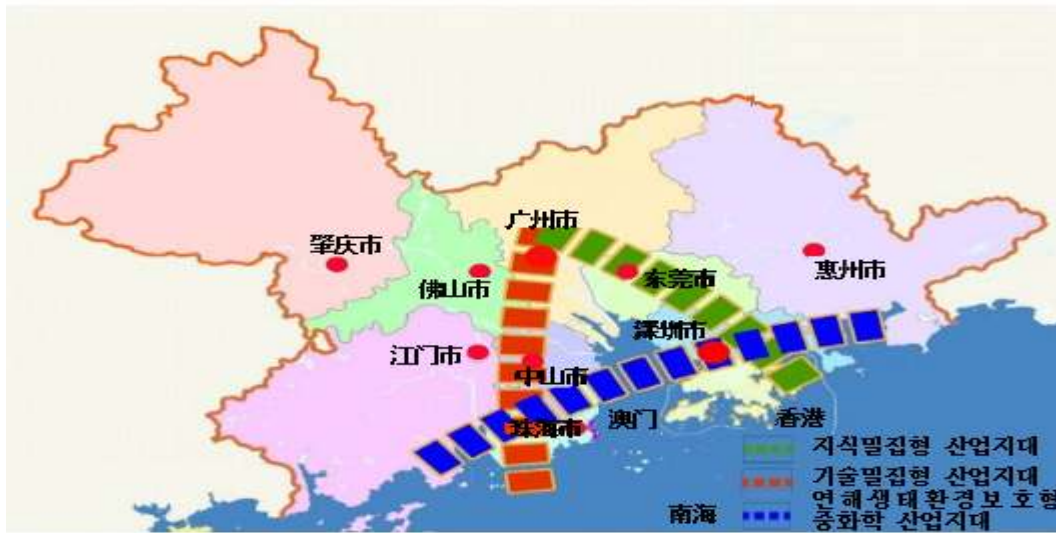 广州市
肇庆市
佛山市
东莞市
惠州市
深圳市
江门市
中山市
珠海市
澳门
香港
南海
지식밀집형 산업지대
기술밀집형 산업지대
연해생태환경보호형
중화학 산업지대